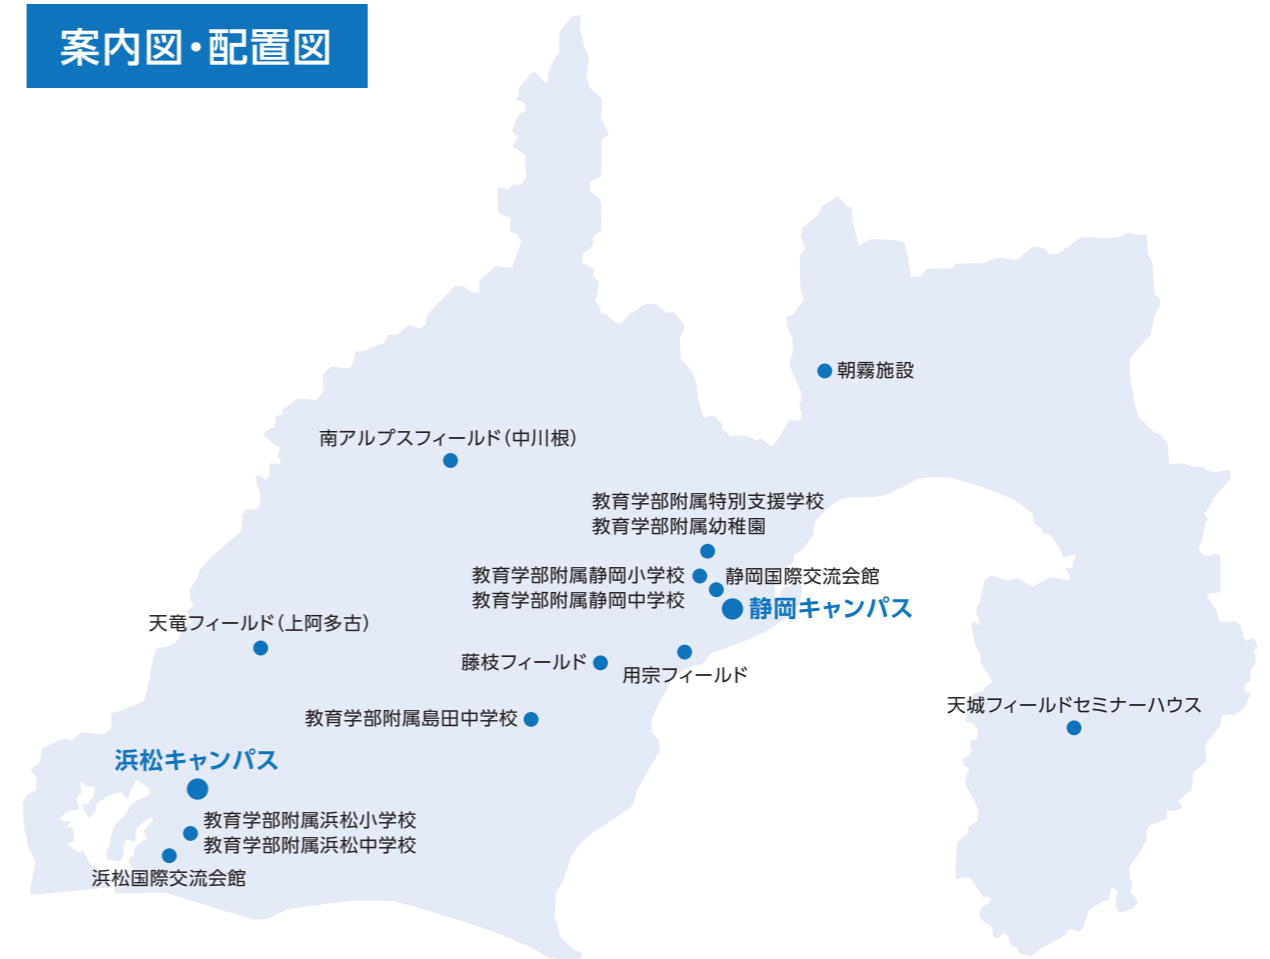 案内図・配置図
朝霧施設
南アルプスフィールド（中川根）
教育学部附属特別支援学校
教育学部附属幼稚園
教育学部附属静岡小学校
教育学部附属静岡中学校
静岡国際交流会館
静岡キャンパス
天竜フィールド（上阿多古）
藤枝フィールド
用宗フィールド
教育学部附属島田中学校
天城フィールドセミナーハウス
浜松キャンパス
教育学部附属浜松小学校
教育学部附属浜松中学校
浜松国際交流会館